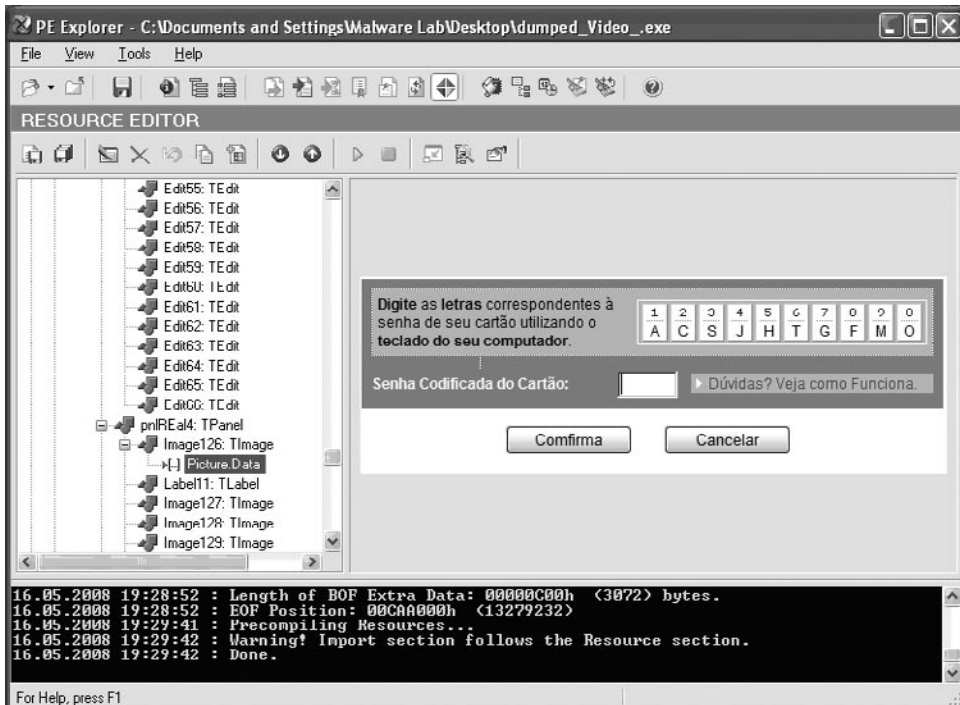 PE Explorer - C:\Documents and Settings\Malware Lab\Desktop\dumped_Video_.exe
File View Tools Help
RESOURCE EDITOR
Edit55: TEdit
Edit56: TEdit
Edit57: TEdit
Edit58: TEdit
Edit59: TEdit
Edit60: TEdit
Edit61: TEdit
Edit62: TEdit
Edit63: TEdit
Edit64: TEdit
Edit65: TEdit
Edit66: TEdit
pnlREal4: TPanel
Image126: TImage
Picture.Data
Label11: TLabel
Image127: TImage
Image128: TImage
Image129: TImage
Digite as letras correspondentes à
senha de seu cartão utilizando o
teclado do seu computador.
1 2 3 4 5 6 7 8 9 0
A C S J H T G F M O
Senha Codificada do Cartão:
Dúvidas? Veja como Funciona.
Comfirma Cancelar
16.05.2008 19:28:52 : Length of BOF Extra Data: 00000C00h (3072) bytes.
16.05.2008 19:28:52 : EOF Position: 00CAA000h (13279232)
16.05.2008 19:29:41 : Precompiling Resources...
16.05.2008 19:29:42 : Warning! Import section follows the Resource section.
16.05.2008 19:29:42 : Done.
For Help, press F1